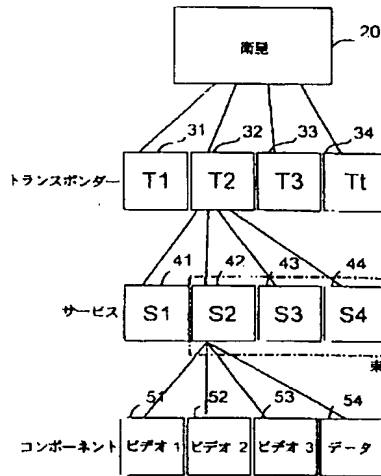 衛星
20
31 32 33 34
トランスポンダー T1 T2 T3 Tt
41 42 43 44
サービス S1 S2 S3 S4
束
51 52 53 54
コンポーネント ビデオ 1 ビデオ 2 ビデオ 3 データ